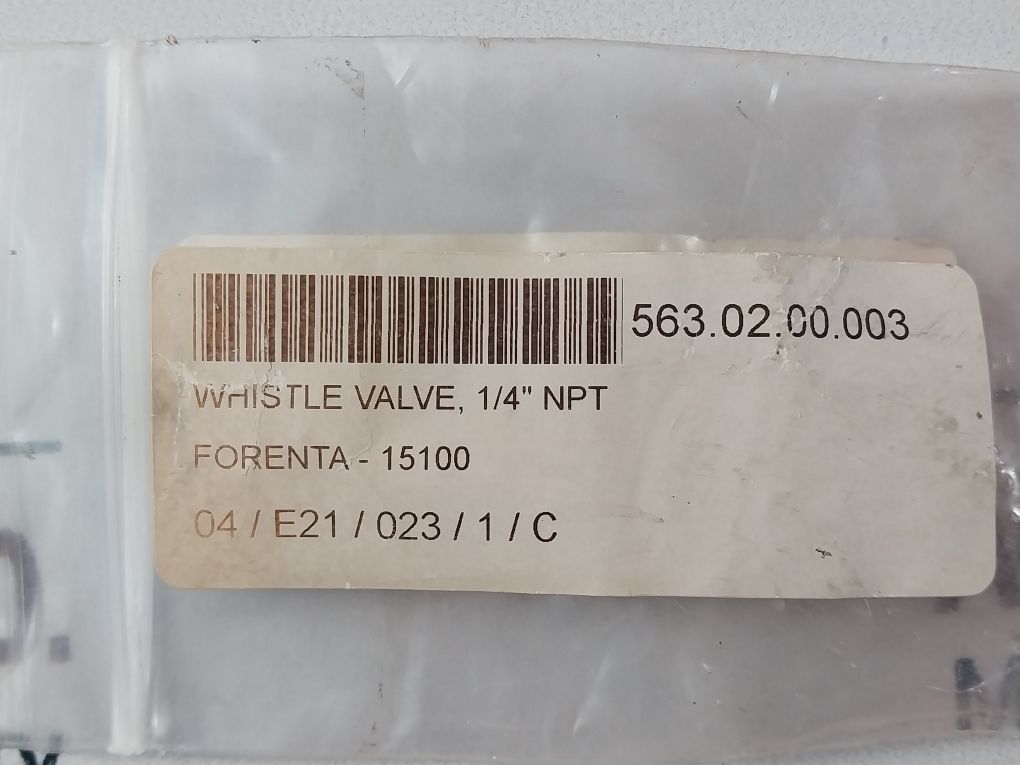 563.02.00.003
WHISTLE VALVE, 1/4" NPT
FORENTA - 15100
04 / E21 / 023 / 1 / C